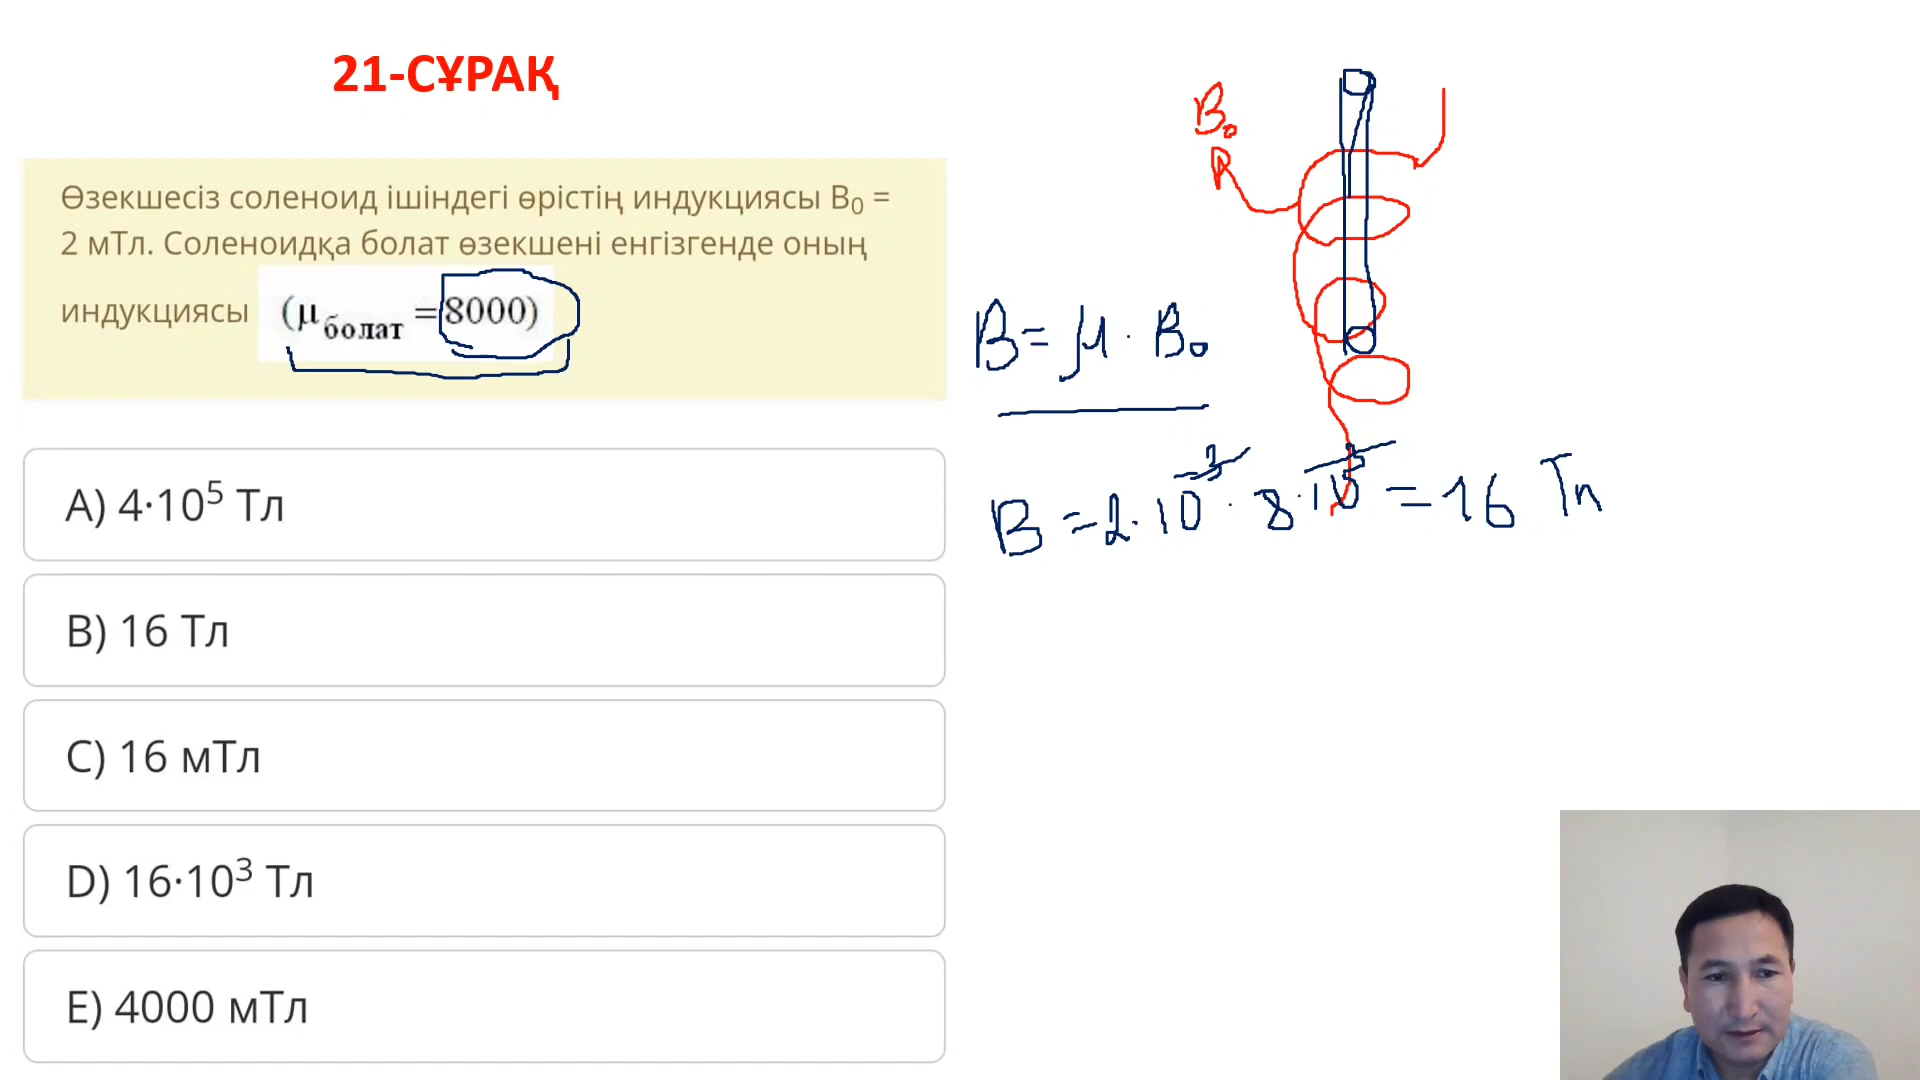 21-СҰРАҚ
Өзекшесіз соленоид ішіндегі өрістің индукциясы B₀ =
2 мТл. Соленоидқа болат өзекшені енгізгенде оның
индукциясы (μ болат = 8000)
A) 4·10⁵ Тл
B) 16 Тл
C) 16 мТл
D) 16·10³ Тл
E) 4000 мТл
B₀
B = μ · B₀
B = 2·10⁻³ · 8·10³ = 16 Тл